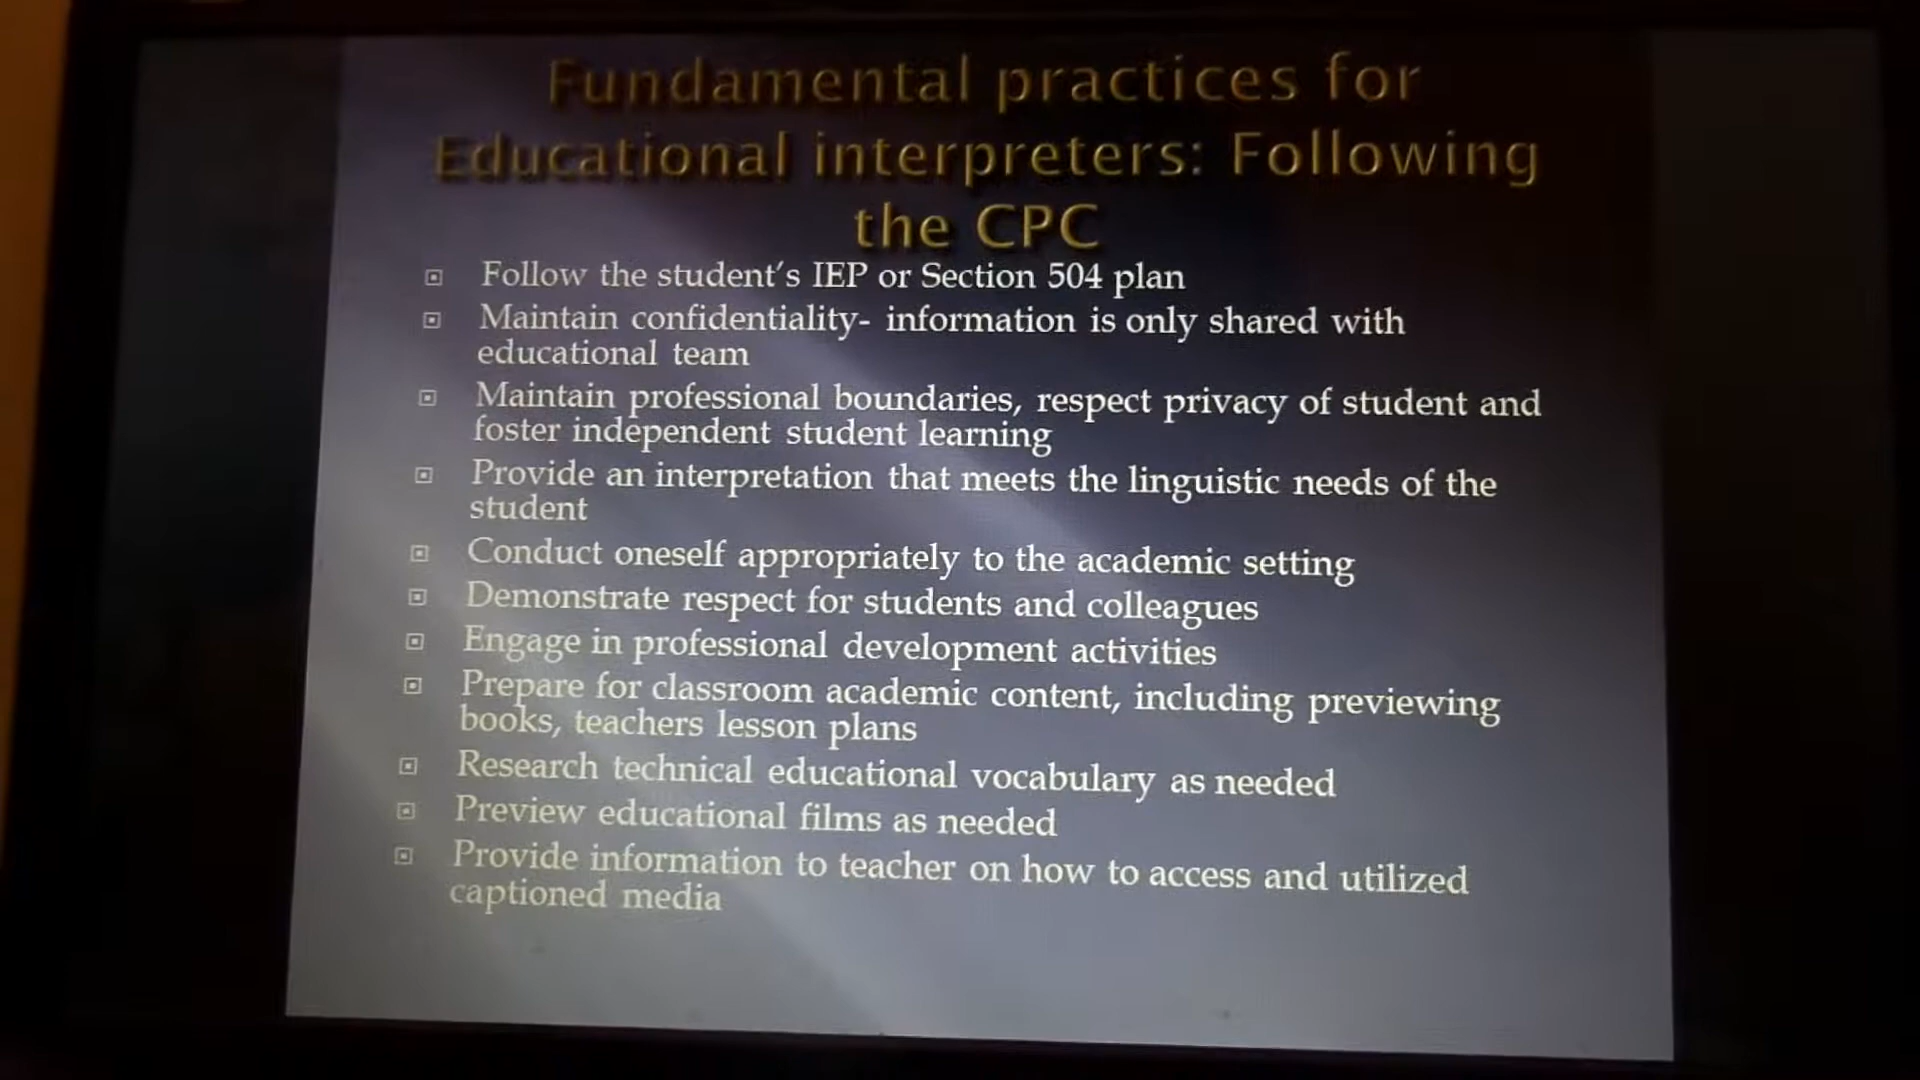 Fundamental practices for
Educational interpreters: Following
the CPC
Follow the student's IEP or Section 504 plan
Maintain confidentiality- information is only shared with
educational team
Maintain professional boundaries, respect privacy of student and
foster independent student learning
Provide an interpretation that meets the linguistic needs of the
student
Conduct oneself appropriately to the academic setting
Demonstrate respect for students and colleagues
Engage in professional development activities
Prepare for classroom academic content, including previewing
books, teachers lesson plans
Research technical educational vocabulary as needed
Preview educational films as needed
Provide information to teacher on how to access and utilized
captioned media